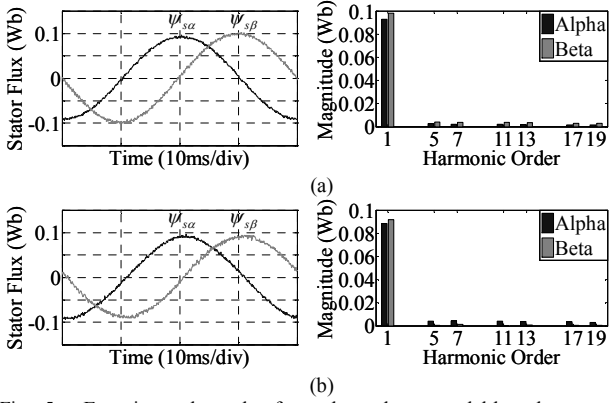 ψsα ψsβ
Stator Flux (Wb)
0.1
0
-0.1
Time (10ms/div)
Magnitude (Wb)
0.1
0.08
0.06
0.04
0.02
0
1 5 7 11 13 17 19
Harmonic Order
Alpha
Beta
(a)
ψsα ψsβ
Stator Flux (Wb)
0.1
0
-0.1
Time (10ms/div)
Magnitude (Wb)
0.1
0.08
0.06
0.04
0.02
0
1 5 7 11 13 17 19
Harmonic Order
Alpha
Beta
(b)